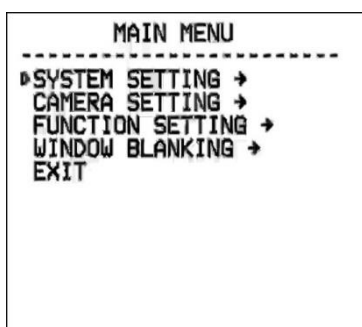 MAIN MENU
SYSTEM SETTING →
CAMERA SETTING →
FUNCTION SETTING →
WINDOW BLANKING →
EXIT